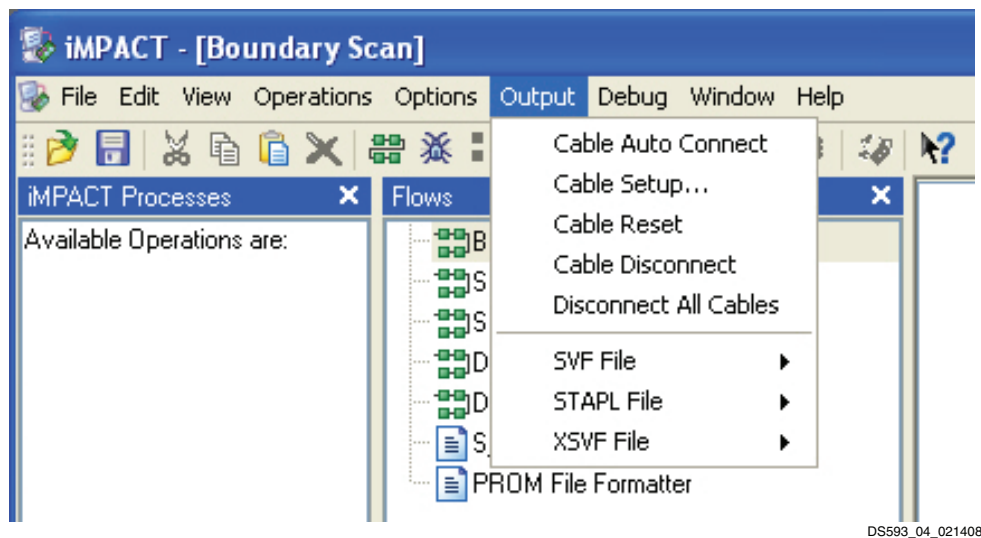 iMPACT - [Boundary Scan]
File Edit View Operations Options Output Debug Window Help
iMPACT Processes
Flows
Available Operations are:
B
S
S
D
D
S_
PROM File Formatter
Cable Auto Connect
Cable Setup...
Cable Reset
Cable Disconnect
Disconnect All Cables
SVF File
STAPL File
XSVF File
DS593_04_021408